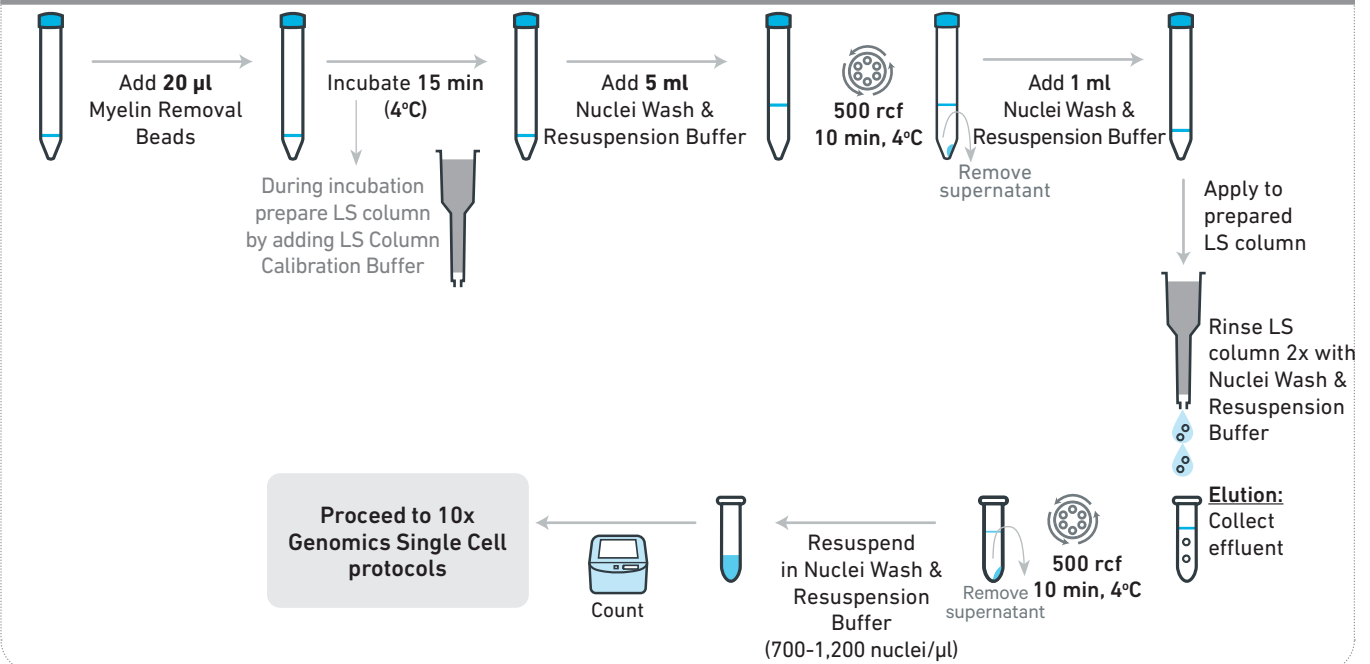 Add 20 µl
Myelin Removal
Beads
Incubate 15 min
(4ºC)
During incubation
prepare LS column
by adding LS Column
Calibration Buffer
Add 5 ml
Nuclei Wash &
Resuspension Buffer
500 rcf
10 min, 4ºC
Remove
supernatant
Add 1 ml
Nuclei Wash &
Resuspension Buffer
Apply to
prepared
LS column
Rinse LS
column 2x with
Nuclei Wash &
Resuspension
Buffer
Elution:
Collect
effluent
500 rcf
10 min, 4ºC
Remove
supernatant
Resuspend
in Nuclei Wash &
Resuspension
Buffer
(700-1,200 nuclei/µl)
Count
Proceed to 10x
Genomics Single Cell
protocols